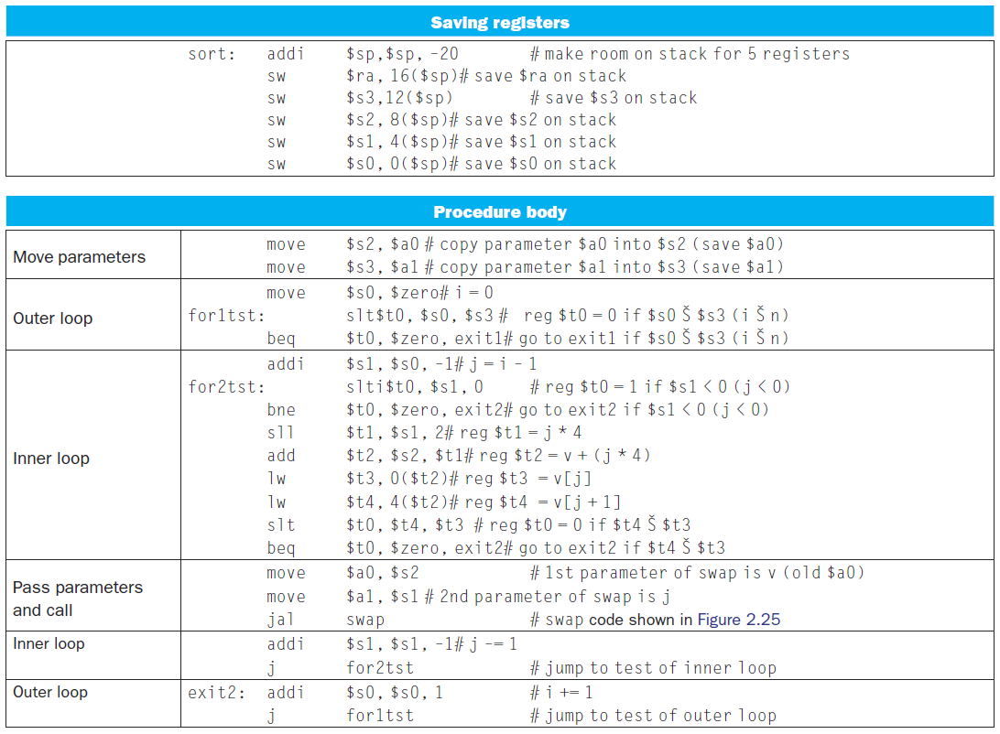 Saving registers
sort: addi $sp,$sp, -20 # make room on stack for 5 registers
sw $ra, 16($sp)# save $ra on stack
sw $s3,12($sp) # save $s3 on stack
sw $s2, 8($sp)# save $s2 on stack
sw $s1, 4($sp)# save $s1 on stack
sw $s0, 0($sp)# save $s0 on stack
Procedure body
Move parameters
move $s2, $a0 # copy parameter $a0 into $s2 (save $a0)
move $s3, $a1 # copy parameter $a1 into $s3 (save $a1)
Outer loop
move $s0, $zero# i = 0
for1tst: slt$t0, $s0, $s3 # reg $t0 = 0 if $s0 Š $s3 (i Š n)
beq $t0, $zero, exit1# go to exit1 if $s0 Š $s3 (i Š n)
Inner loop
addi $s1, $s0, -1# j = i - 1
for2tst: slti$t0, $s1, 0 # reg $t0 = 1 if $s1 < 0 (j < 0)
bne $t0, $zero, exit2# go to exit2 if $s1 < 0 (j < 0)
sll $t1, $s1, 2# reg $t1 = j * 4
add $t2, $s2, $t1# reg $t2 = v + (j * 4)
lw $t3, 0($t2)# reg $t3 = v[j]
lw $t4, 4($t2)# reg $t4 = v[j + 1]
slt $t0, $t4, $t3 # reg $t0 = 0 if $t4 Š $t3
beq $t0, $zero, exit2# go to exit2 if $t4 Š $t3
Pass parameters
and call
move $a0, $s2 # 1st parameter of swap is v (old $a0)
move $a1, $s1 # 2nd parameter of swap is j
jal swap # swap code shown in Figure 2.25
Inner loop
addi $s1, $s1, -1# j -= 1
j for2tst # jump to test of inner loop
Outer loop
exit2: addi $s0, $s0, 1 # i += 1
j for1tst # jump to test of outer loop